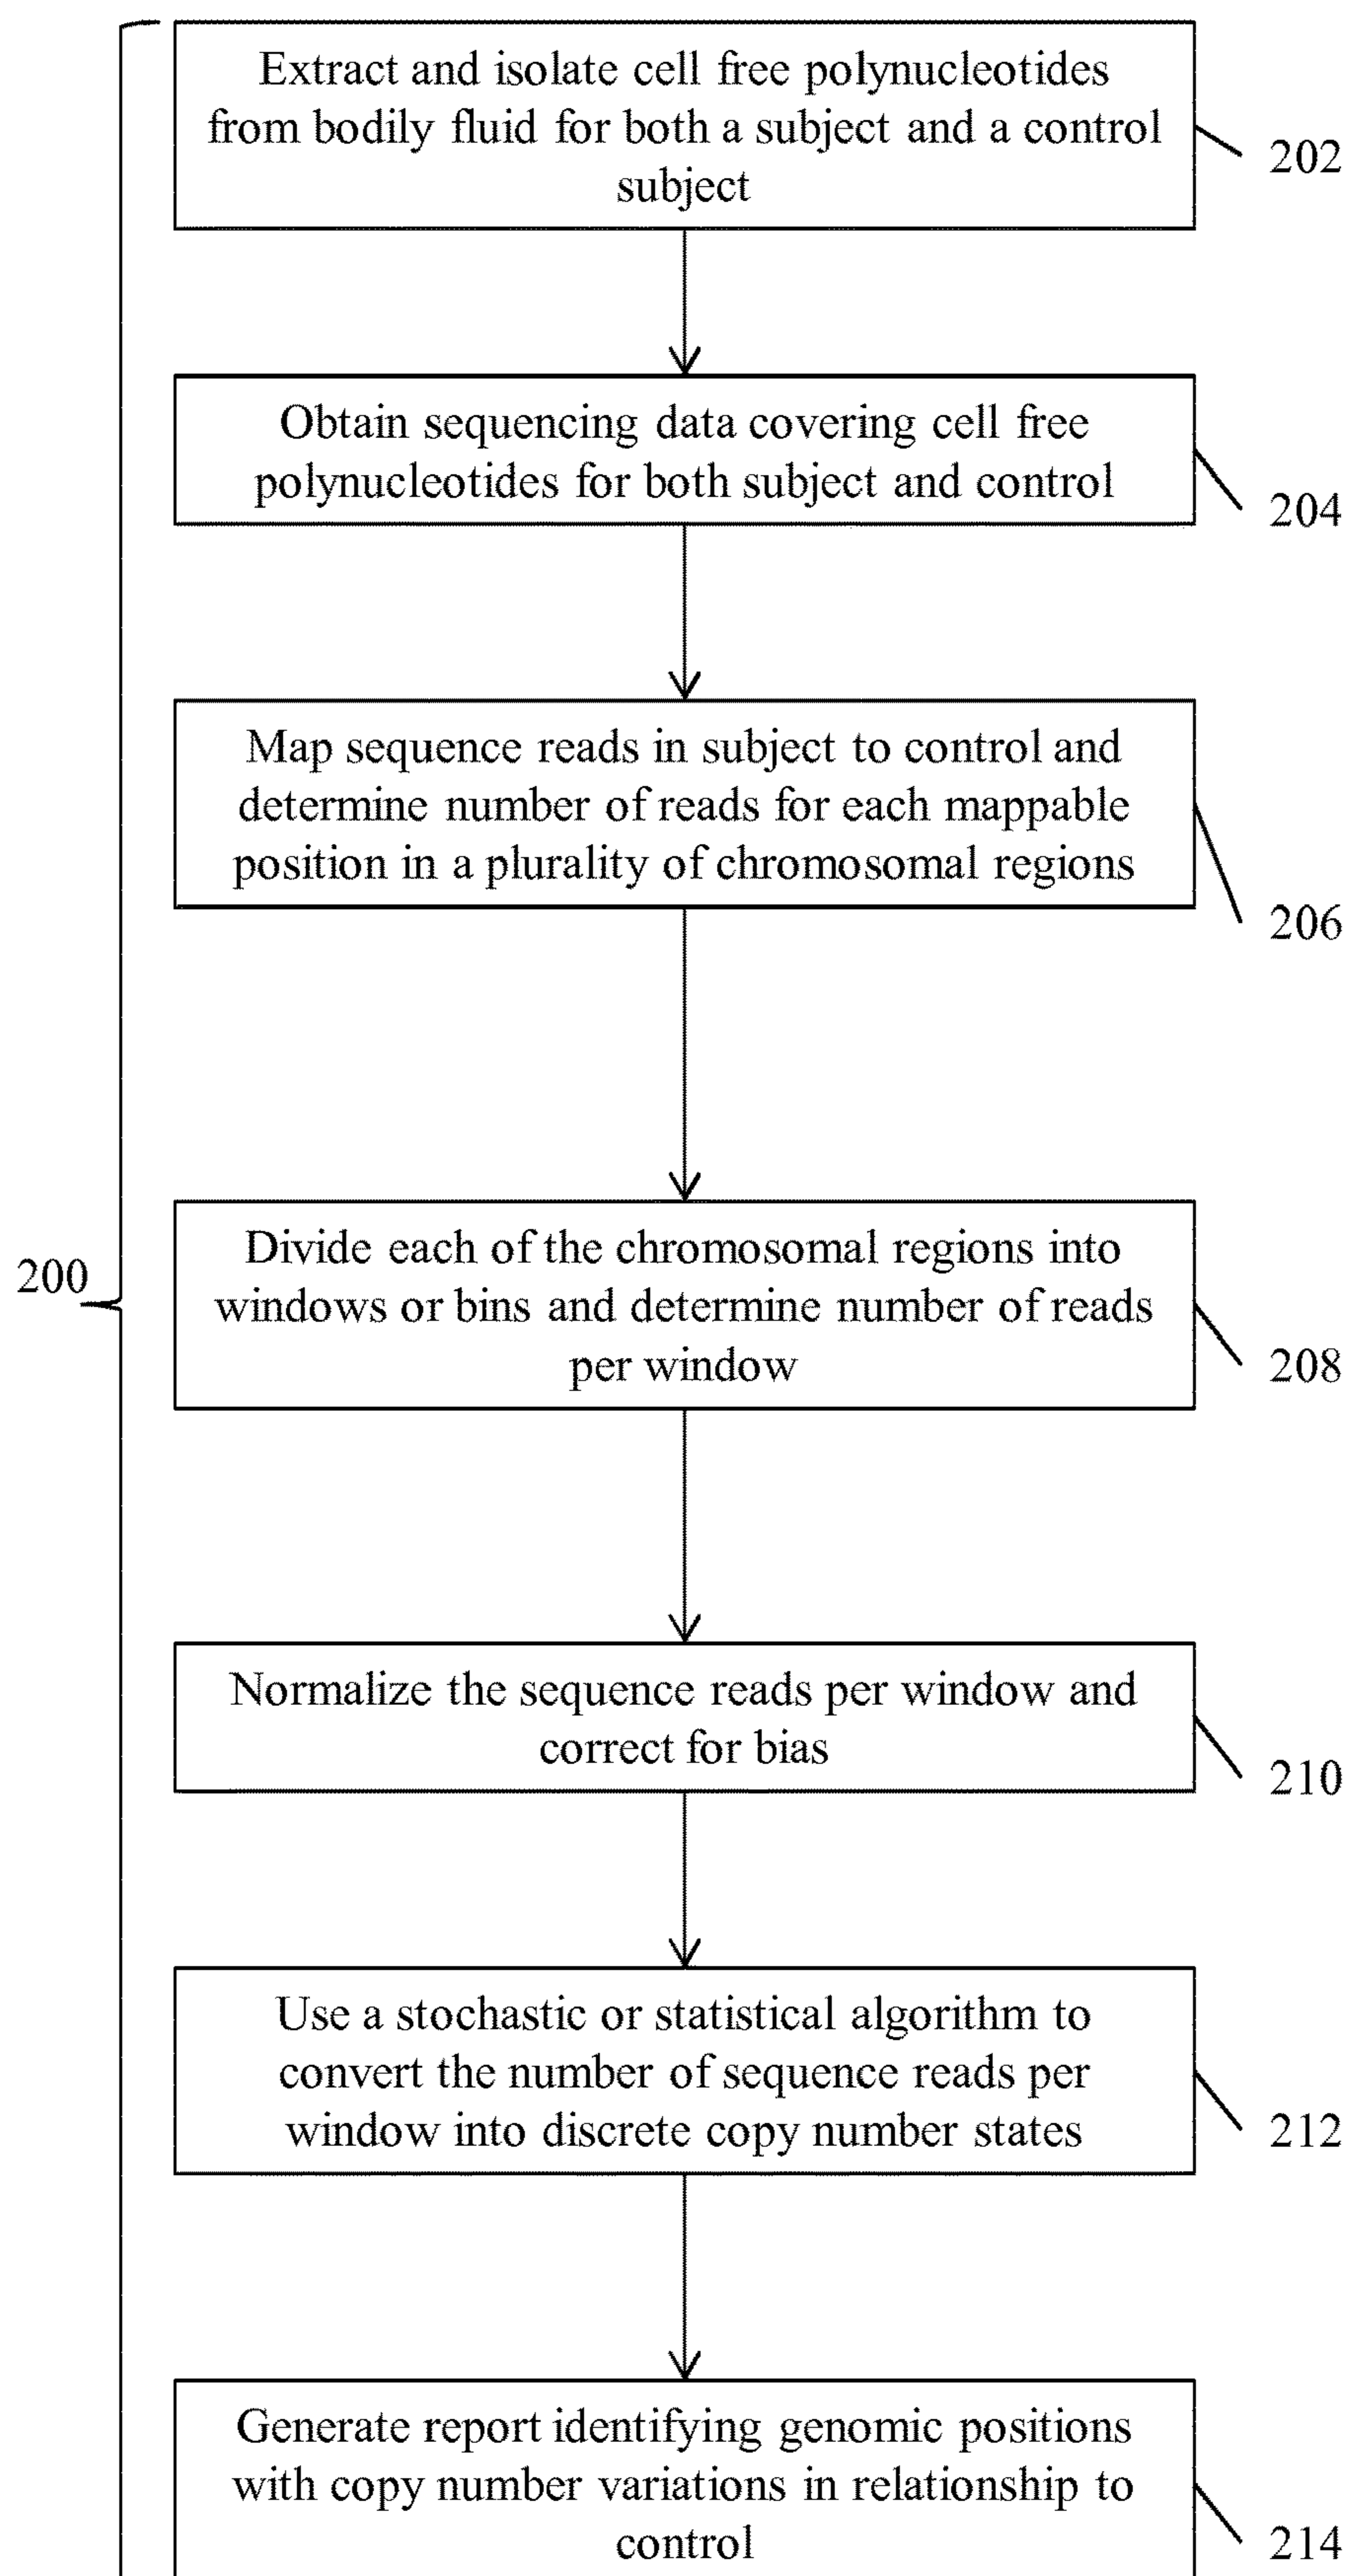 Extract and isolate cell free polynucleotides
from bodily fluid for both a subject and a control
subject
202
Obtain sequencing data covering cell free
polynucleotides for both subject and control
204
Map sequence reads in subject to control and
determine number of reads for each mappable
position in a plurality of chromosomal regions
206
200
Divide each of the chromosomal regions into
windows or bins and determine number of reads
per window
208
Normalize the sequence reads per window and
correct for bias
210
Use a stochastic or statistical algorithm to
convert the number of sequence reads per
window into discrete copy number states
212
Generate report identifying genomic positions
with copy number variations in relationship to
control
214